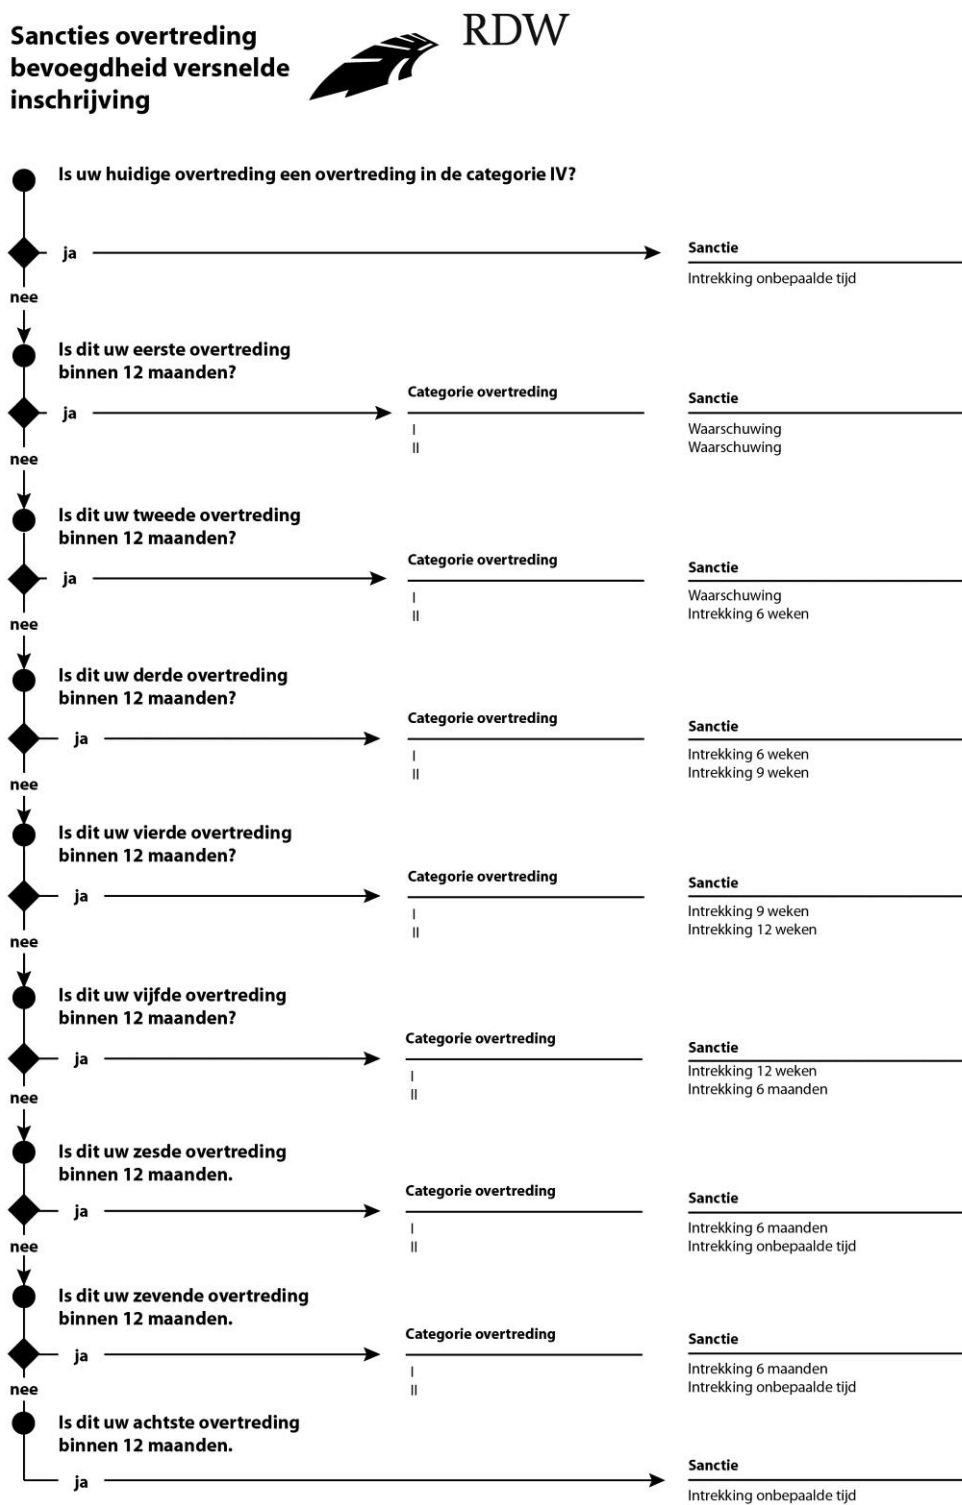 Sancties overtreding
bevoegdheid versnelde
inschrijving
RDW
Is uw huidige overtreding een overtreding in de categorie IV?
ja
Sanctie
Intrekking onbepaalde tijd
nee
Is dit uw eerste overtreding
binnen 12 maanden?
ja
Categorie overtreding
Sanctie
I
Waarschuwing
II
Waarschuwing
nee
Is dit uw tweede overtreding
binnen 12 maanden?
ja
Categorie overtreding
Sanctie
I
Waarschuwing
II
Intrekking 6 weken
nee
Is dit uw derde overtreding
binnen 12 maanden?
ja
Categorie overtreding
Sanctie
I
Intrekking 6 weken
II
Intrekking 9 weken
nee
Is dit uw vierde overtreding
binnen 12 maanden?
ja
Categorie overtreding
Sanctie
I
Intrekking 9 weken
II
Intrekking 12 weken
nee
Is dit uw vijfde overtreding
binnen 12 maanden?
ja
Categorie overtreding
Sanctie
I
Intrekking 12 weken
II
Intrekking 6 maanden
nee
Is dit uw zesde overtreding
binnen 12 maanden.
ja
Categorie overtreding
Sanctie
I
Intrekking 6 maanden
II
Intrekking onbepaalde tijd
nee
Is dit uw zevende overtreding
binnen 12 maanden.
ja
Categorie overtreding
Sanctie
I
Intrekking 6 maanden
II
Intrekking onbepaalde tijd
nee
Is dit uw achtste overtreding
binnen 12 maanden.
ja
Sanctie
Intrekking onbepaalde tijd